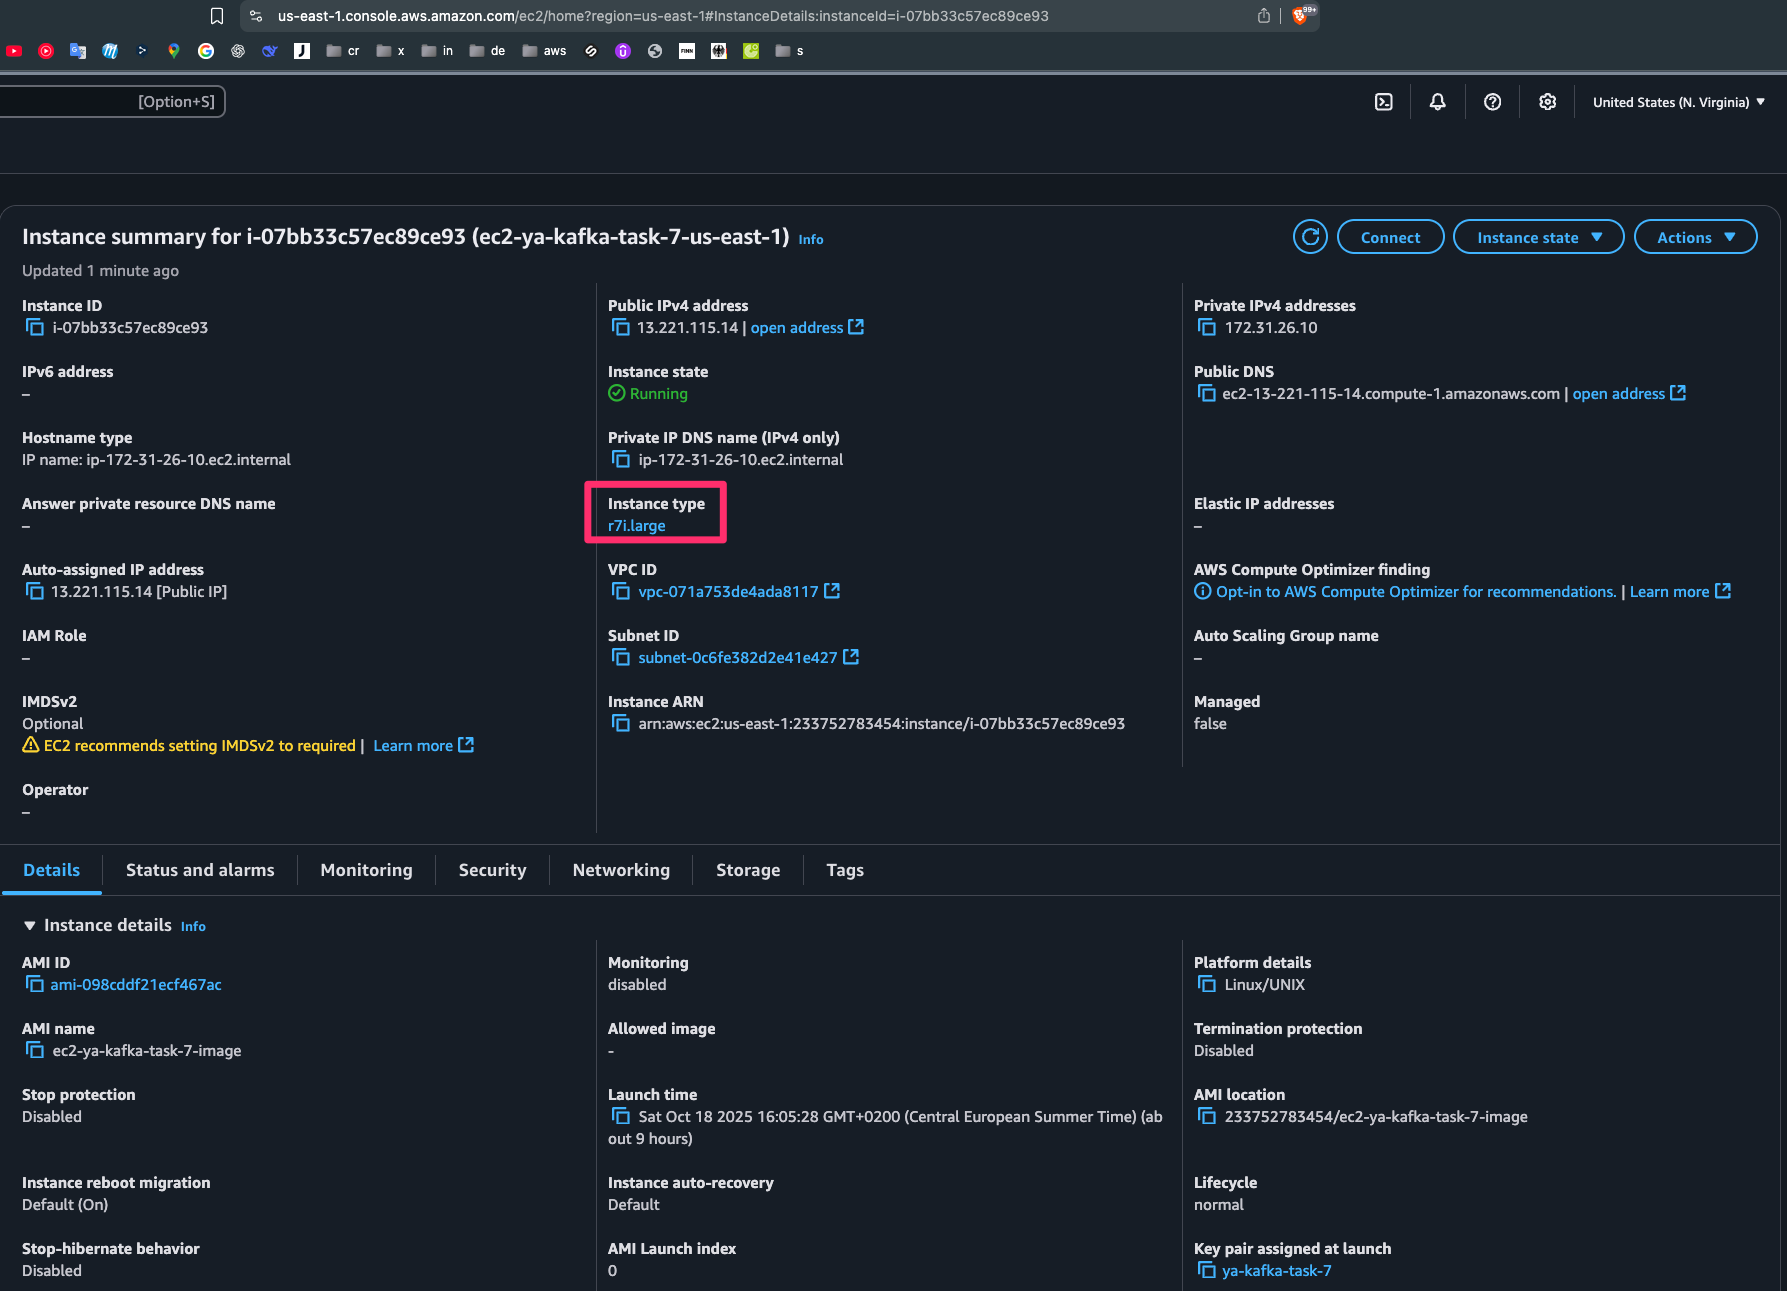 us-east-1.console.aws.amazon.com/ec2/home?region=us-east-1#InstanceDetails:instanceId=i-07bb33c57ec89ce93
99+
cr
x
in
de
aws
FINN
s
[Option+S]
United States (N. Virginia)
Instance summary for i-07bb33c57ec89ce93 (ec2-ya-kafka-task-7-us-east-1) Info
Connect
Instance state
Actions
Updated 1 minute ago
Instance ID
i-07bb33c57ec89ce93
Public IPv4 address
13.221.115.14 | open address
Private IPv4 addresses
172.31.26.10
IPv6 address
–
Instance state
Running
Public DNS
ec2-13-221-115-14.compute-1.amazonaws.com | open address
Hostname type
IP name: ip-172-31-26-10.ec2.internal
Private IP DNS name (IPv4 only)
ip-172-31-26-10.ec2.internal
Answer private resource DNS name
–
Instance type
r7i.large
Elastic IP addresses
–
Auto-assigned IP address
13.221.115.14 [Public IP]
VPC ID
vpc-071a753de4ada8117
AWS Compute Optimizer finding
Opt-in to AWS Compute Optimizer for recommendations. | Learn more
IAM Role
–
Subnet ID
subnet-0c6fe382d2e41e427
Auto Scaling Group name
–
IMDSv2
Optional
EC2 recommends setting IMDSv2 to required | Learn more
Instance ARN
arn:aws:ec2:us-east-1:233752783454:instance/i-07bb33c57ec89ce93
Managed
false
Operator
–
Details
Status and alarms
Monitoring
Security
Networking
Storage
Tags
Instance details Info
AMI ID
ami-098cddf21ecf467ac
Monitoring
disabled
Platform details
Linux/UNIX
AMI name
ec2-ya-kafka-task-7-image
Allowed image
-
Termination protection
Disabled
Stop protection
Disabled
Launch time
Sat Oct 18 2025 16:05:28 GMT+0200 (Central European Summer Time) (ab
out 9 hours)
AMI location
233752783454/ec2-ya-kafka-task-7-image
Instance reboot migration
Default (On)
Instance auto-recovery
Default
Lifecycle
normal
Stop-hibernate behavior
Disabled
AMI Launch index
0
Key pair assigned at launch
ya-kafka-task-7